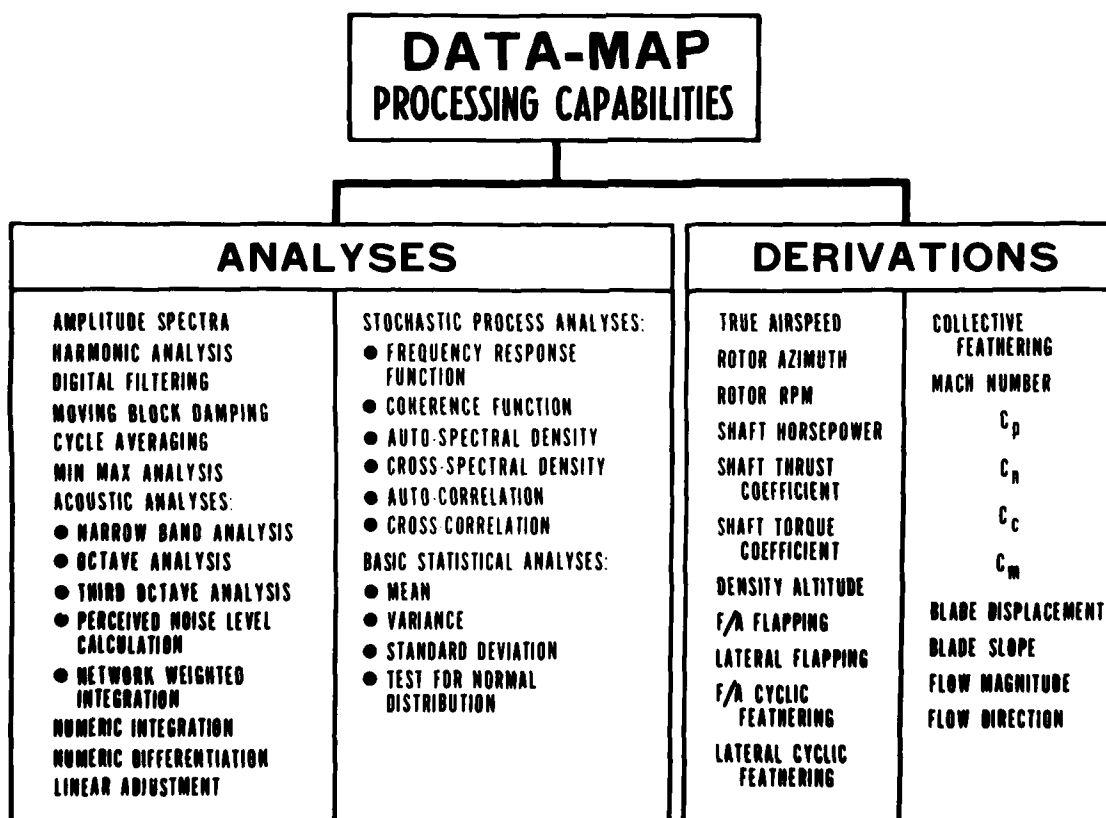 DATA-MAP
PROCESSING CAPABILITIES
ANALYSES
AMPLITUDE SPECTRA
HARMONIC ANALYSIS
DIGITAL FILTERING
MOVING BLOCK DAMPING
CYCLE AVERAGING
MIN MAX ANALYSIS
ACOUSTIC ANALYSES:
● NARROW BAND ANALYSIS
● OCTAVE ANALYSIS
● THIRD OCTAVE ANALYSIS
● PERCEIVED NOISE LEVEL
CALCULATION
● NETWORK WEIGHTED
INTEGRATION
NUMERIC INTEGRATION
NUMERIC DIFFERENTIATION
LINEAR ADJUSTMENT
STOCHASTIC PROCESS ANALYSES:
● FREQUENCY RESPONSE
FUNCTION
● COHERENCE FUNCTION
● AUTO-SPECTRAL DENSITY
● CROSS-SPECTRAL DENSITY
● AUTO-CORRELATION
● CROSS-CORRELATION
BASIC STATISTICAL ANALYSES:
● MEAN
● VARIANCE
● STANDARD DEVIATION
● TEST FOR NORMAL
DISTRIBUTION
DERIVATIONS
TRUE AIRSPEED
ROTOR AZIMUTH
ROTOR RPM
SHAFT HORSEPOWER
SHAFT THRUST
COEFFICIENT
SHAFT TORQUE
COEFFICIENT
DENSITY ALTITUDE
F/A FLAPPING
LATERAL FLAPPING
F/A CYCLIC
FEATHERING
LATERAL CYCLIC
FEATHERING
COLLECTIVE
FEATHERING
MACH NUMBER
Cp
Cn
Cc
Cm
BLADE DISPLACEMENT
BLADE SLOPE
FLOW MAGNITUDE
FLOW DIRECTION